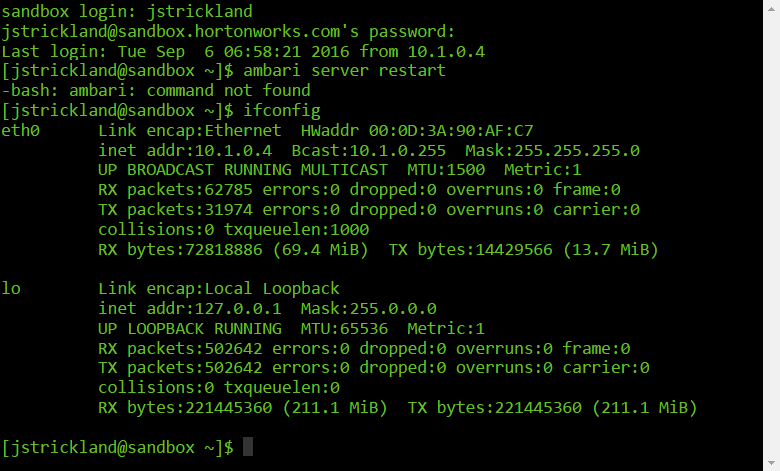 sandbox login: jstrickland
jstrickland@sandbox.hortonworks.com's password:
Last login: Tue Sep  6 06:58:21 2016 from 10.1.0.4
[jstrickland@sandbox ~]$ ambari server restart
-bash: ambari: command not found
[jstrickland@sandbox ~]$ ifconfig
eth0      Link encap:Ethernet  HWaddr 00:0D:3A:90:AF:C7
          inet addr:10.1.0.4  Bcast:10.1.0.255  Mask:255.255.255.0
          UP BROADCAST RUNNING MULTICAST  MTU:1500  Metric:1
          RX packets:62785 errors:0 dropped:0 overruns:0 frame:0
          TX packets:31974 errors:0 dropped:0 overruns:0 carrier:0
          collisions:0 txqueuelen:1000
          RX bytes:72818886 (69.4 MiB)  TX bytes:14429566 (13.7 MiB)

lo        Link encap:Local Loopback
          inet addr:127.0.0.1  Mask:255.0.0.0
          UP LOOPBACK RUNNING  MTU:65536  Metric:1
          RX packets:502642 errors:0 dropped:0 overruns:0 frame:0
          TX packets:502642 errors:0 dropped:0 overruns:0 carrier:0
          collisions:0 txqueuelen:0
          RX bytes:221445360 (211.1 MiB)  TX bytes:221445360 (211.1 MiB)

[jstrickland@sandbox ~]$